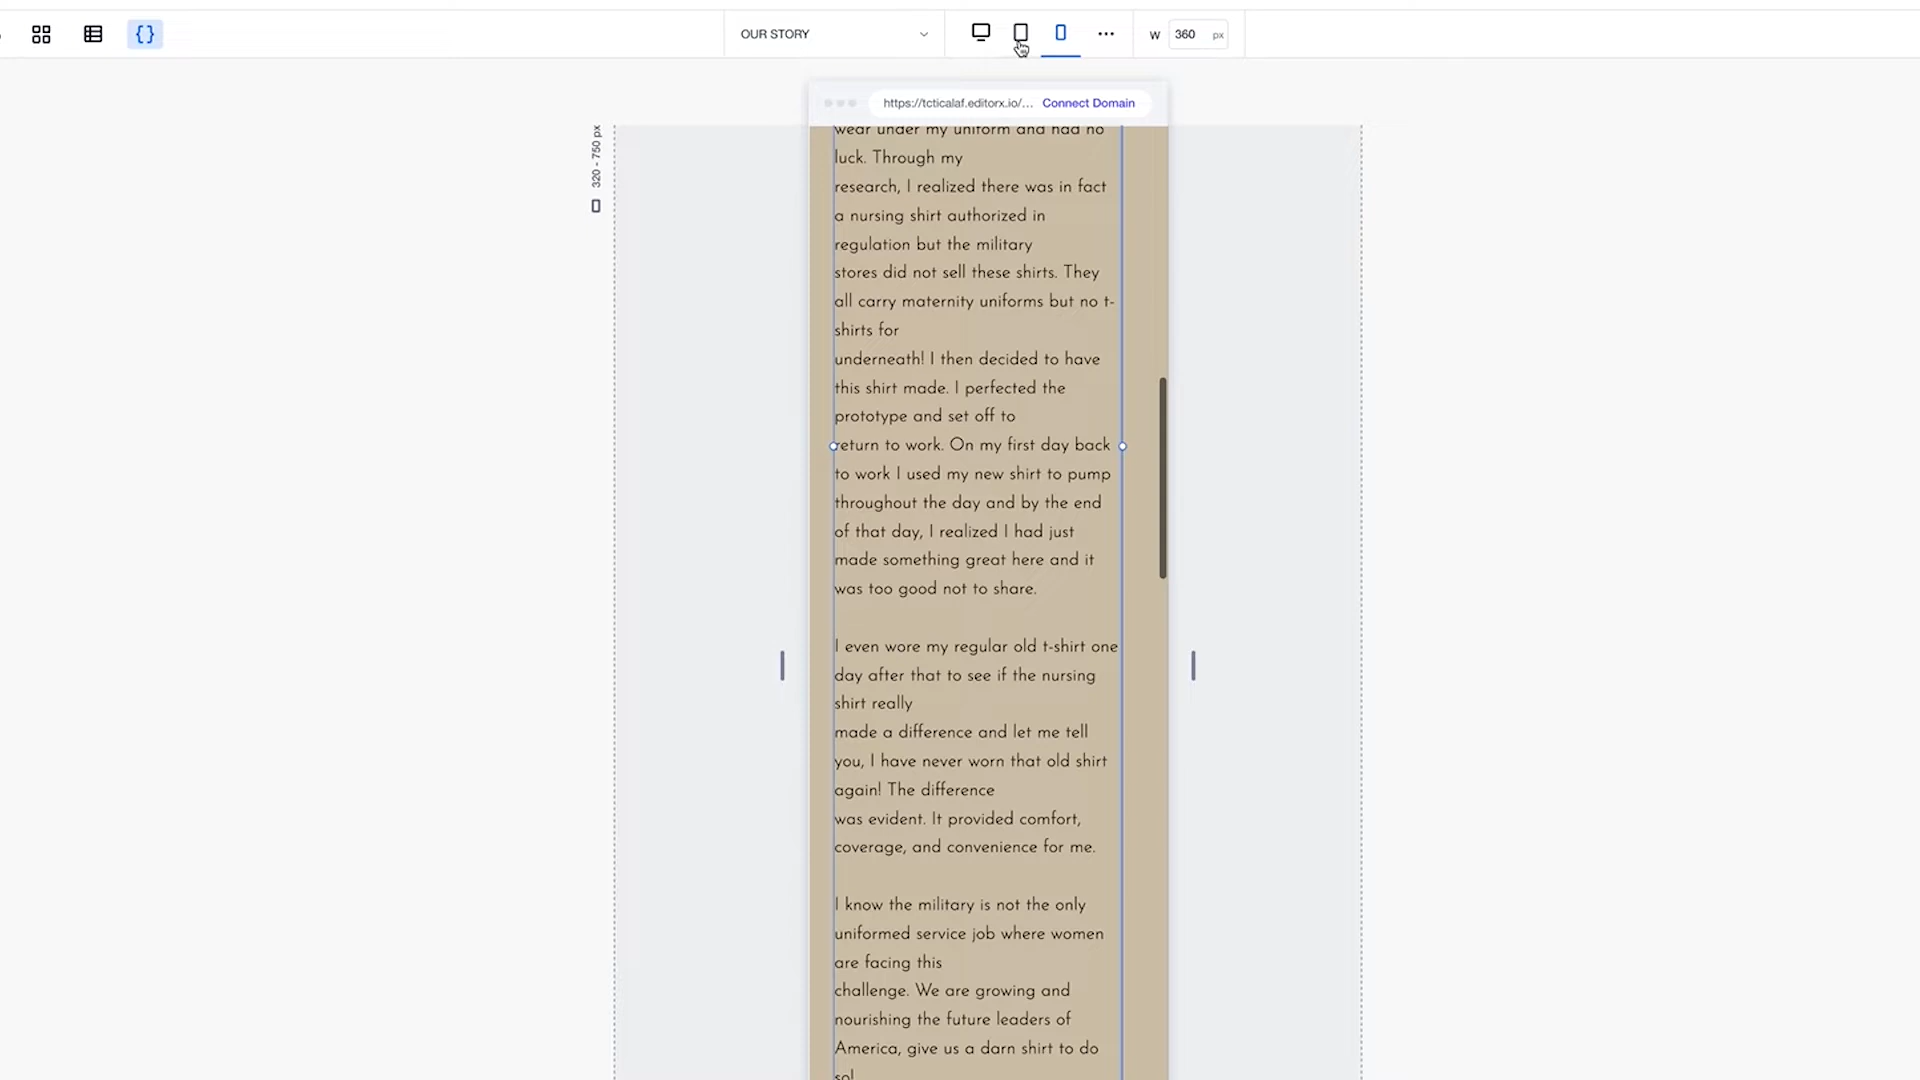 OUR STORY
W 360 px
https://tcticalaf.editorx.io/... Connect Domain
320 - 750 px
wear under my uniform and had no
luck. Through my
research, I realized there was in fact
a nursing shirt authorized in
regulation but the military
stores did not sell these shirts. They
all carry maternity uniforms but no t-
shirts for
underneath! I then decided to have
this shirt made. I perfected the
prototype and set off to
return to work. On my first day back
to work I used my new shirt to pump
throughout the day and by the end
of that day, I realized I had just
made something great here and it
was too good not to share.
I even wore my regular old t-shirt one
day after that to see if the nursing
shirt really
made a difference and let me tell
you, I have never worn that old shirt
again! The difference
was evident. It provided comfort,
coverage, and convenience for me.
I know the military is not the only
uniformed service job where women
are facing this
challenge. We are growing and
nourishing the future leaders of
America, give us a darn shirt to do
so!